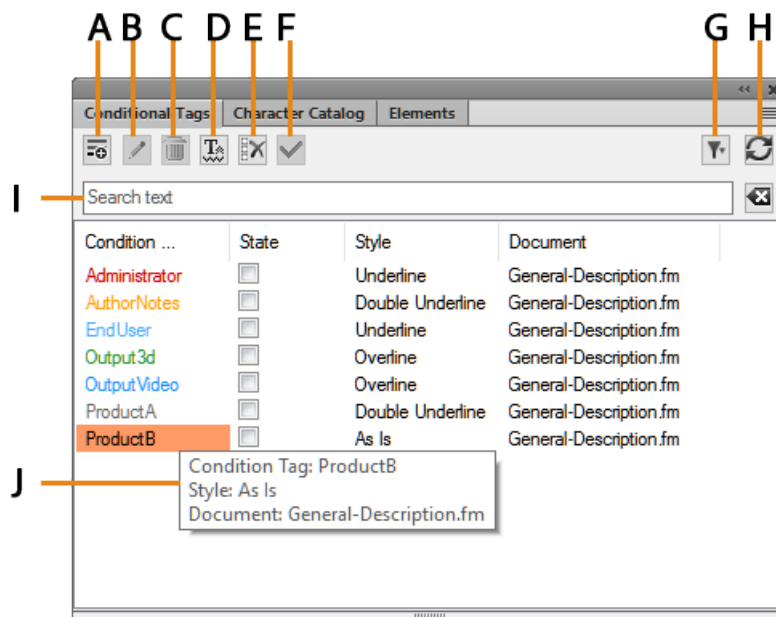 A B C D E F G H
Conditional Tags Character Catalog Elements
I
Search text
Condition ... State Style Document
Administrator Underline General-Description.fm
AuthorNotes Double Underline General-Description.fm
EndUser Underline General-Description.fm
Output3d Overline General-Description.fm
OutputVideo Overline General-Description.fm
ProductA Double Underline General-Description.fm
ProductB As Is General-Description.fm
J
Condition Tag: ProductB
Style: As Is
Document: General-Description.fm